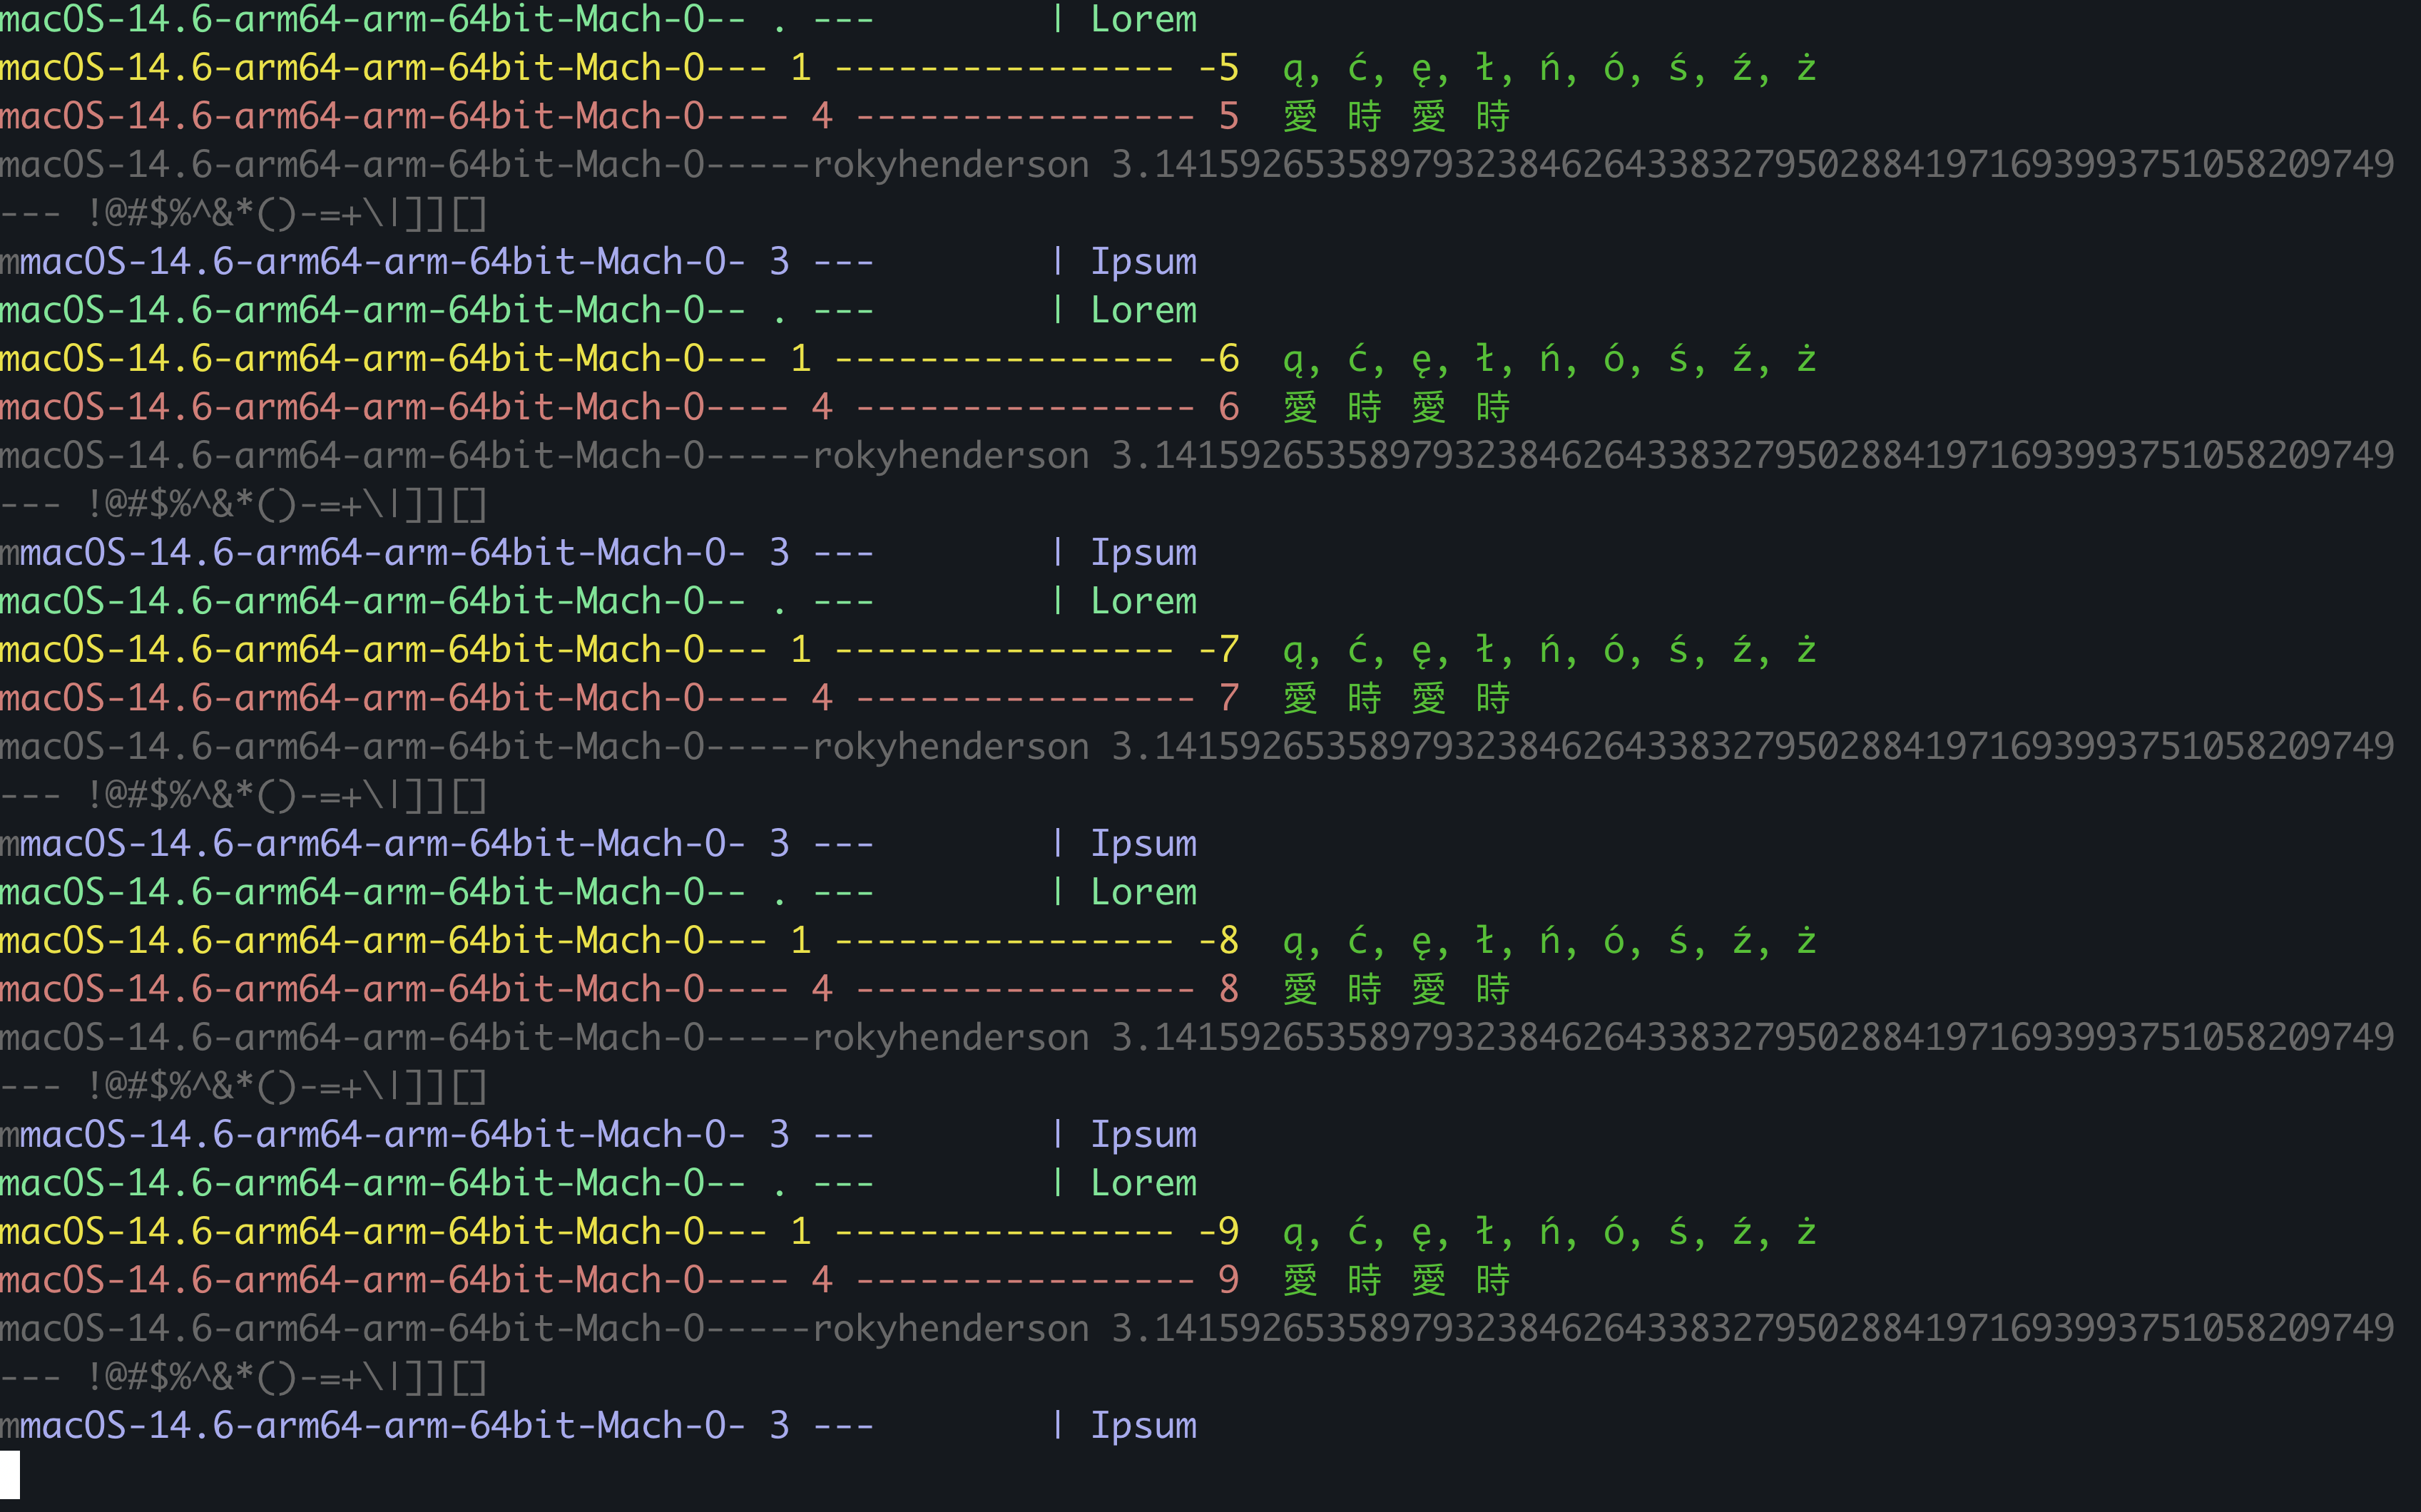 macOS-14.6-arm64-arm-64bit-Mach-O-- . ---        | Lorem
macOS-14.6-arm64-arm-64bit-Mach-O--- 1 ---------------- -5  ą, ć, ę, ł, ń, ó, ś, ź, ż
macOS-14.6-arm64-arm-64bit-Mach-O---- 4 ---------------- 5  愛 時 愛 時
macOS-14.6-arm64-arm-64bit-Mach-O-----rokyhenderson 3.1415926535897932384626433832795028841971693993751058209749
--- !@#$%^&*()-=+\|]][]
mmacOS-14.6-arm64-arm-64bit-Mach-O- 3 ---        | Ipsum
macOS-14.6-arm64-arm-64bit-Mach-O-- . ---        | Lorem
macOS-14.6-arm64-arm-64bit-Mach-O--- 1 ---------------- -6  ą, ć, ę, ł, ń, ó, ś, ź, ż
macOS-14.6-arm64-arm-64bit-Mach-O---- 4 ---------------- 6  愛 時 愛 時
macOS-14.6-arm64-arm-64bit-Mach-O-----rokyhenderson 3.1415926535897932384626433832795028841971693993751058209749
--- !@#$%^&*()-=+\|]][]
mmacOS-14.6-arm64-arm-64bit-Mach-O- 3 ---        | Ipsum
macOS-14.6-arm64-arm-64bit-Mach-O-- . ---        | Lorem
macOS-14.6-arm64-arm-64bit-Mach-O--- 1 ---------------- -7  ą, ć, ę, ł, ń, ó, ś, ź, ż
macOS-14.6-arm64-arm-64bit-Mach-O---- 4 ---------------- 7  愛 時 愛 時
macOS-14.6-arm64-arm-64bit-Mach-O-----rokyhenderson 3.1415926535897932384626433832795028841971693993751058209749
--- !@#$%^&*()-=+\|]][]
mmacOS-14.6-arm64-arm-64bit-Mach-O- 3 ---        | Ipsum
macOS-14.6-arm64-arm-64bit-Mach-O-- . ---        | Lorem
macOS-14.6-arm64-arm-64bit-Mach-O--- 1 ---------------- -8  ą, ć, ę, ł, ń, ó, ś, ź, ż
macOS-14.6-arm64-arm-64bit-Mach-O---- 4 ---------------- 8  愛 時 愛 時
macOS-14.6-arm64-arm-64bit-Mach-O-----rokyhenderson 3.1415926535897932384626433832795028841971693993751058209749
--- !@#$%^&*()-=+\|]][]
mmacOS-14.6-arm64-arm-64bit-Mach-O- 3 ---        | Ipsum
macOS-14.6-arm64-arm-64bit-Mach-O-- . ---        | Lorem
macOS-14.6-arm64-arm-64bit-Mach-O--- 1 ---------------- -9  ą, ć, ę, ł, ń, ó, ś, ź, ż
macOS-14.6-arm64-arm-64bit-Mach-O---- 4 ---------------- 9  愛 時 愛 時
macOS-14.6-arm64-arm-64bit-Mach-O-----rokyhenderson 3.1415926535897932384626433832795028841971693993751058209749
--- !@#$%^&*()-=+\|]][]
mmacOS-14.6-arm64-arm-64bit-Mach-O- 3 ---        | Ipsum